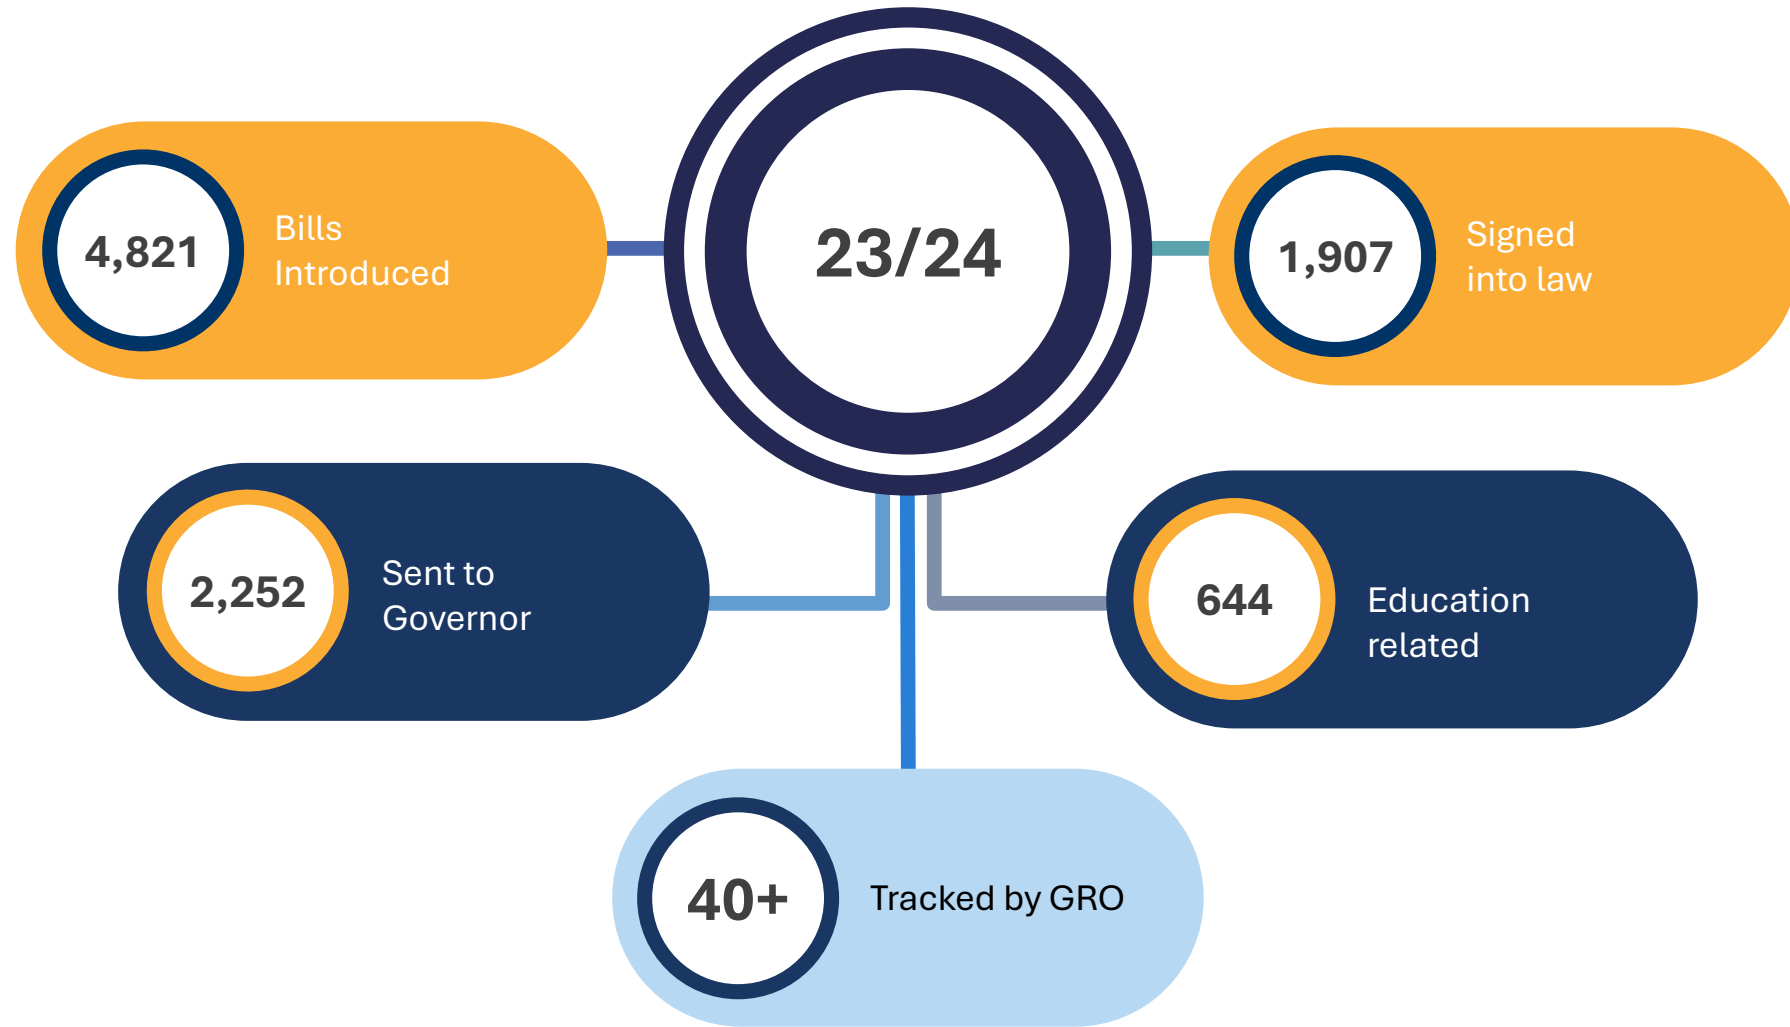 23/24
4,821
Bills
Introduced
1,907
Signed
into law
2,252
Sent to
Governor
644
Education
related
40+
Tracked by GRO